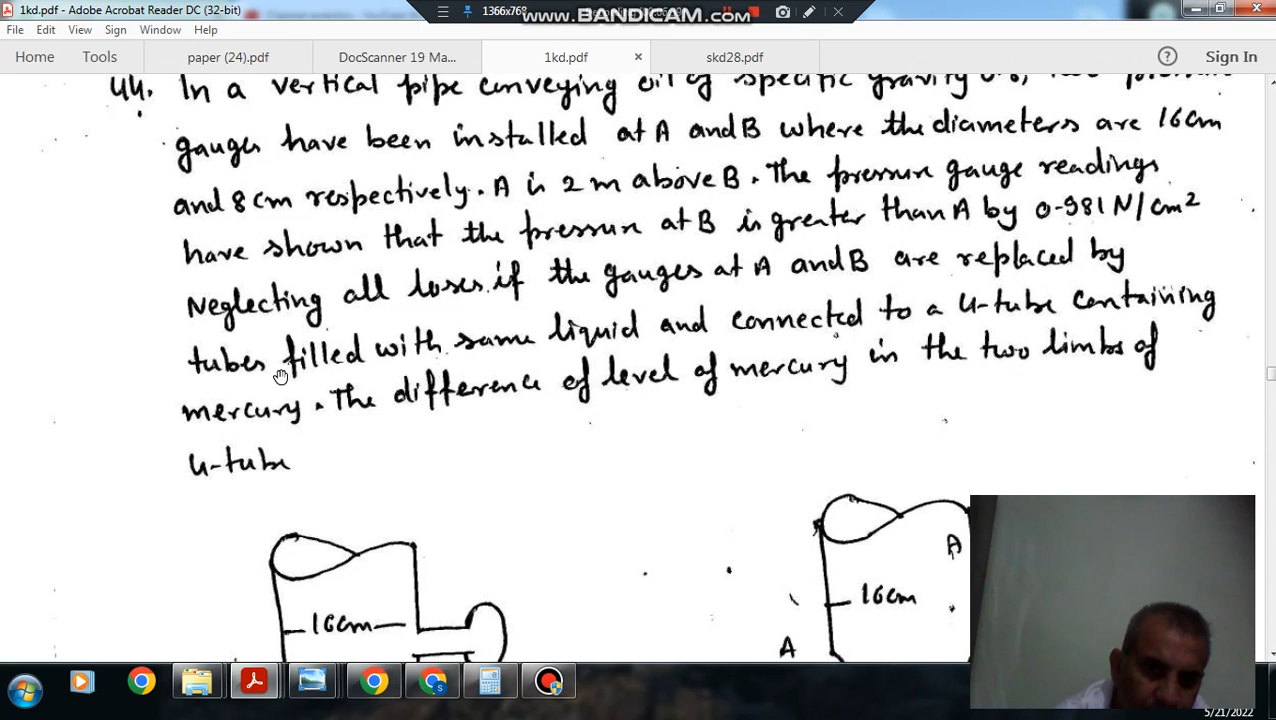 1kd.pdf - Adobe Acrobat Reader DC (32-bit)
1366x768
www.BANDICAM.com
File Edit View Sign Window Help
Home Tools paper (24).pdf DocScanner 19 Ma... 1kd.pdf × skd28.pdf ? Sign In
44. In a vertical pipe conveying oil of specific gravity
gauges have been installed at A and B where the diameters are 16cm
and 8 cm respectively. A is 2 m above B. The pressure gauge readings
have shown that the pressure at B is greater than A by 0.981 N/cm2
Neglecting all loses. if the gauges at A and B are replaced by
tubes filled with same liquid and connected to a U-tube containing
mercury. The difference of level of mercury in the two limbs of
U-tube
A
16cm
16cm
A
5/21/2022